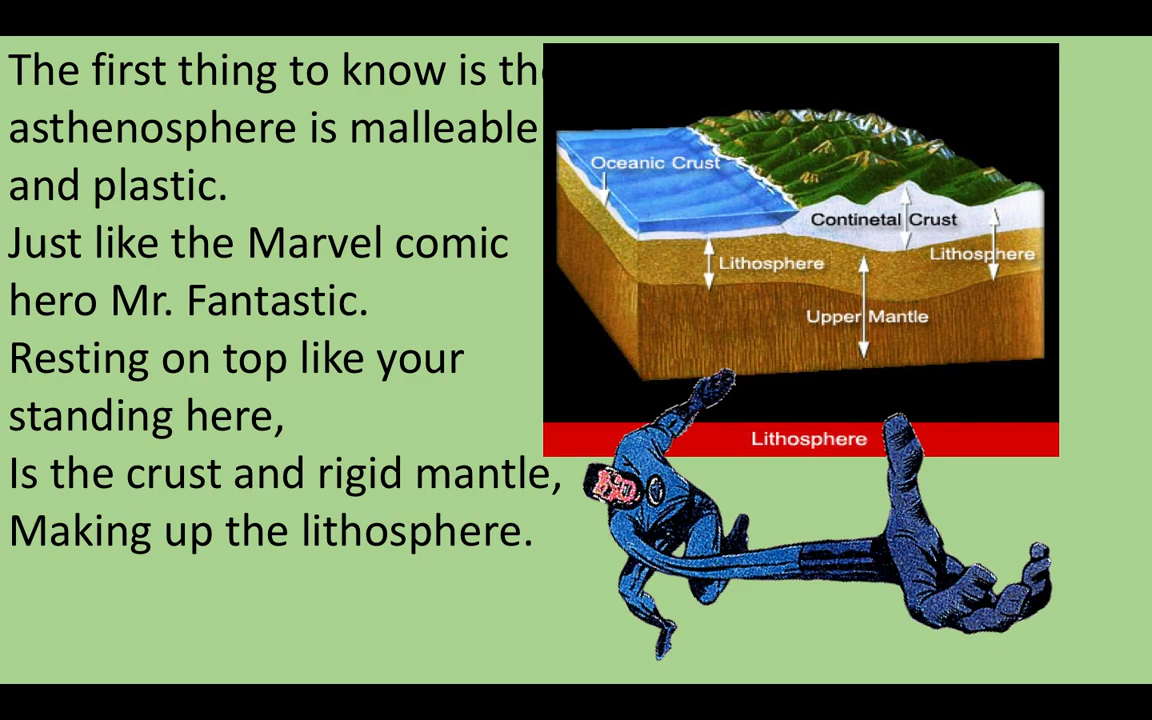 The first thing to know is the
asthenosphere is malleable
and plastic.
Just like the Marvel comic
hero Mr. Fantastic.
Resting on top like your
standing here,
Is the crust and rigid mantle,
Making up the lithosphere.
Oceanic Crust
Continetal Crust
Lithosphere
Lithosphere
Upper Mantle
Lithosphere